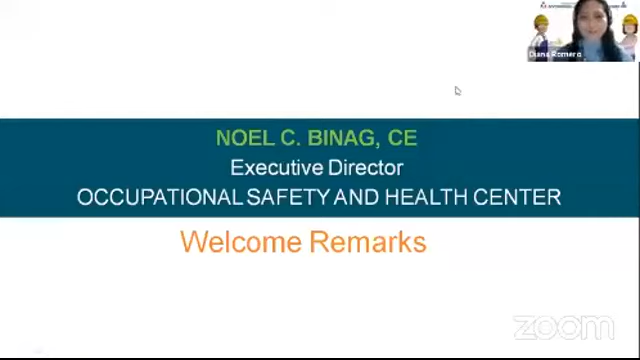 Diana Romero
NOEL C. BINAG, CE
Executive Director
OCCUPATIONAL SAFETY AND HEALTH CENTER
Welcome Remarks
zoom